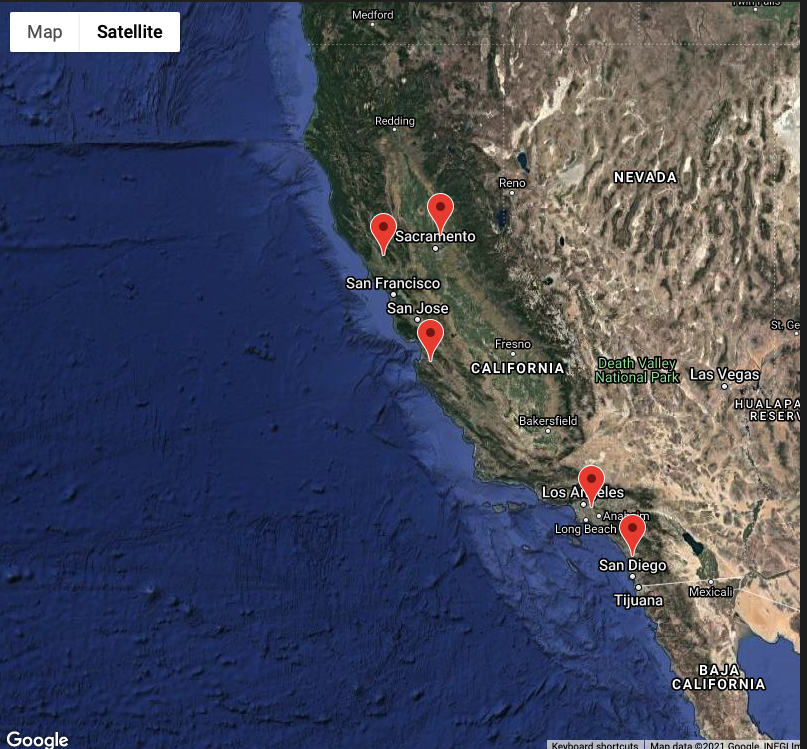 Map
Satellite
Medford
Twin Falls
Redding
Reno
NEVADA
Sacramento
San Francisco
San Jose
Fresno
CALIFORNIA
Death Valley
National Park
Las Vegas
St. Ge
HUALAPA
RESERV
Bakersfield
Los Angeles
Anaheim
Long Beach
San Diego
Tijuana
Mexicali
BAJA
CALIFORNIA
Google
Keyboard shortcuts
Map data ©2021 Google, INEGI